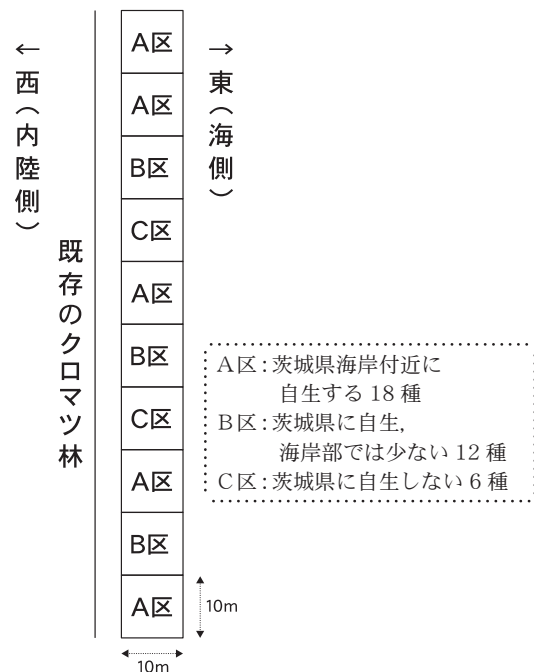 ← 西(内陸側)
既存のクロマツ林
A区
A区
B区
C区
A区
B区
C区
A区
B区
A区
→ 東(海側)
A区:茨城県海岸付近に
自生する 18 種
B区:茨城県に自生,
海岸部では少ない 12 種
C区:茨城県に自生しない 6 種
10m
10m